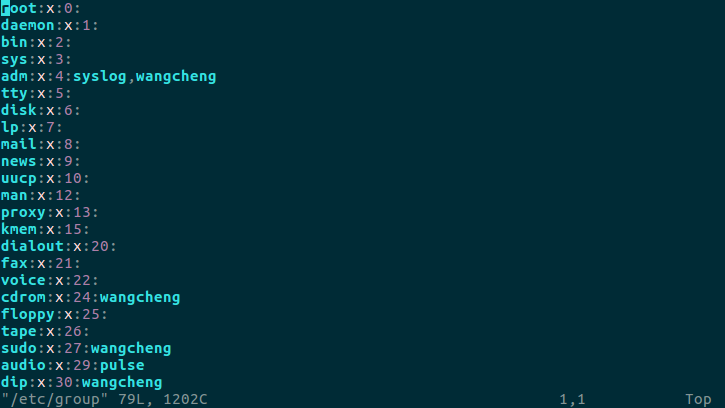 root:x:0:
daemon:x:1:
bin:x:2:
sys:x:3:
adm:x:4:syslog,wangcheng
tty:x:5:
disk:x:6:
lp:x:7:
mail:x:8:
news:x:9:
uucp:x:10:
man:x:12:
proxy:x:13:
kmem:x:15:
dialout:x:20:
fax:x:21:
voice:x:22:
cdrom:x:24:wangcheng
floppy:x:25:
tape:x:26:
sudo:x:27:wangcheng
audio:x:29:pulse
dip:x:30:wangcheng
"/etc/group" 79L, 1202C 1,1 Top